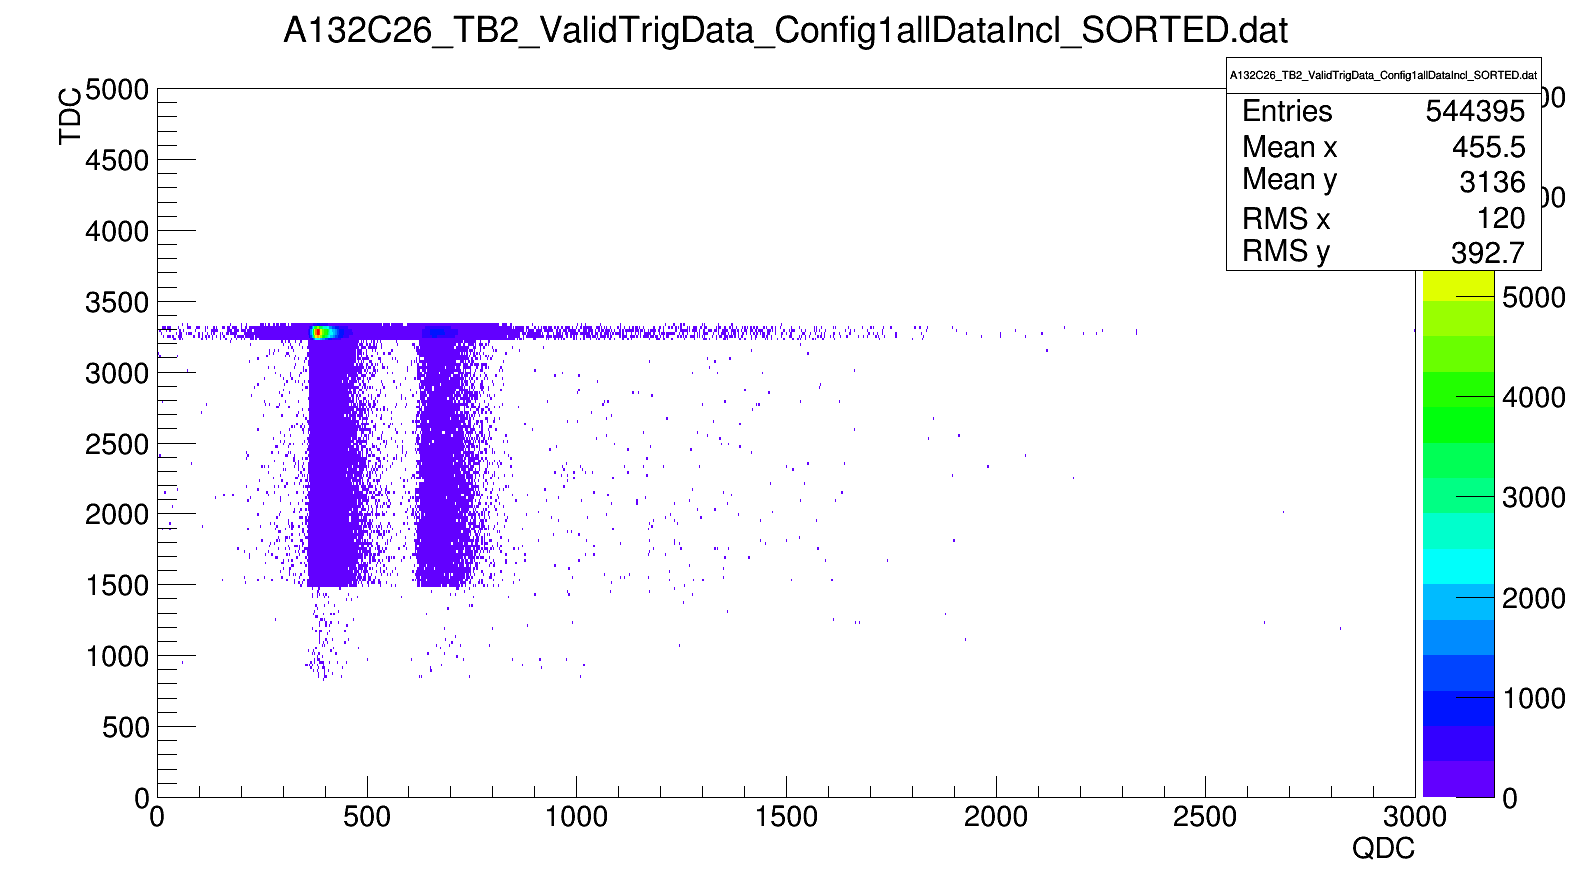 A132C26_TB2_ValidTrigData_Config1allDataIncl_SORTED.dat
A132C26_TB2_ValidTrigData_Config1allDataIncl_SORTED.dat
Entries 544395
Mean x 455.5
Mean y 3136
RMS x 120
RMS y 392.7
TDC
5000
4500
4000
3500
3000
2500
2000
1500
1000
500
0
0 500 1000 1500 2000 2500 3000
QDC
5000
4000
3000
2000
1000
0